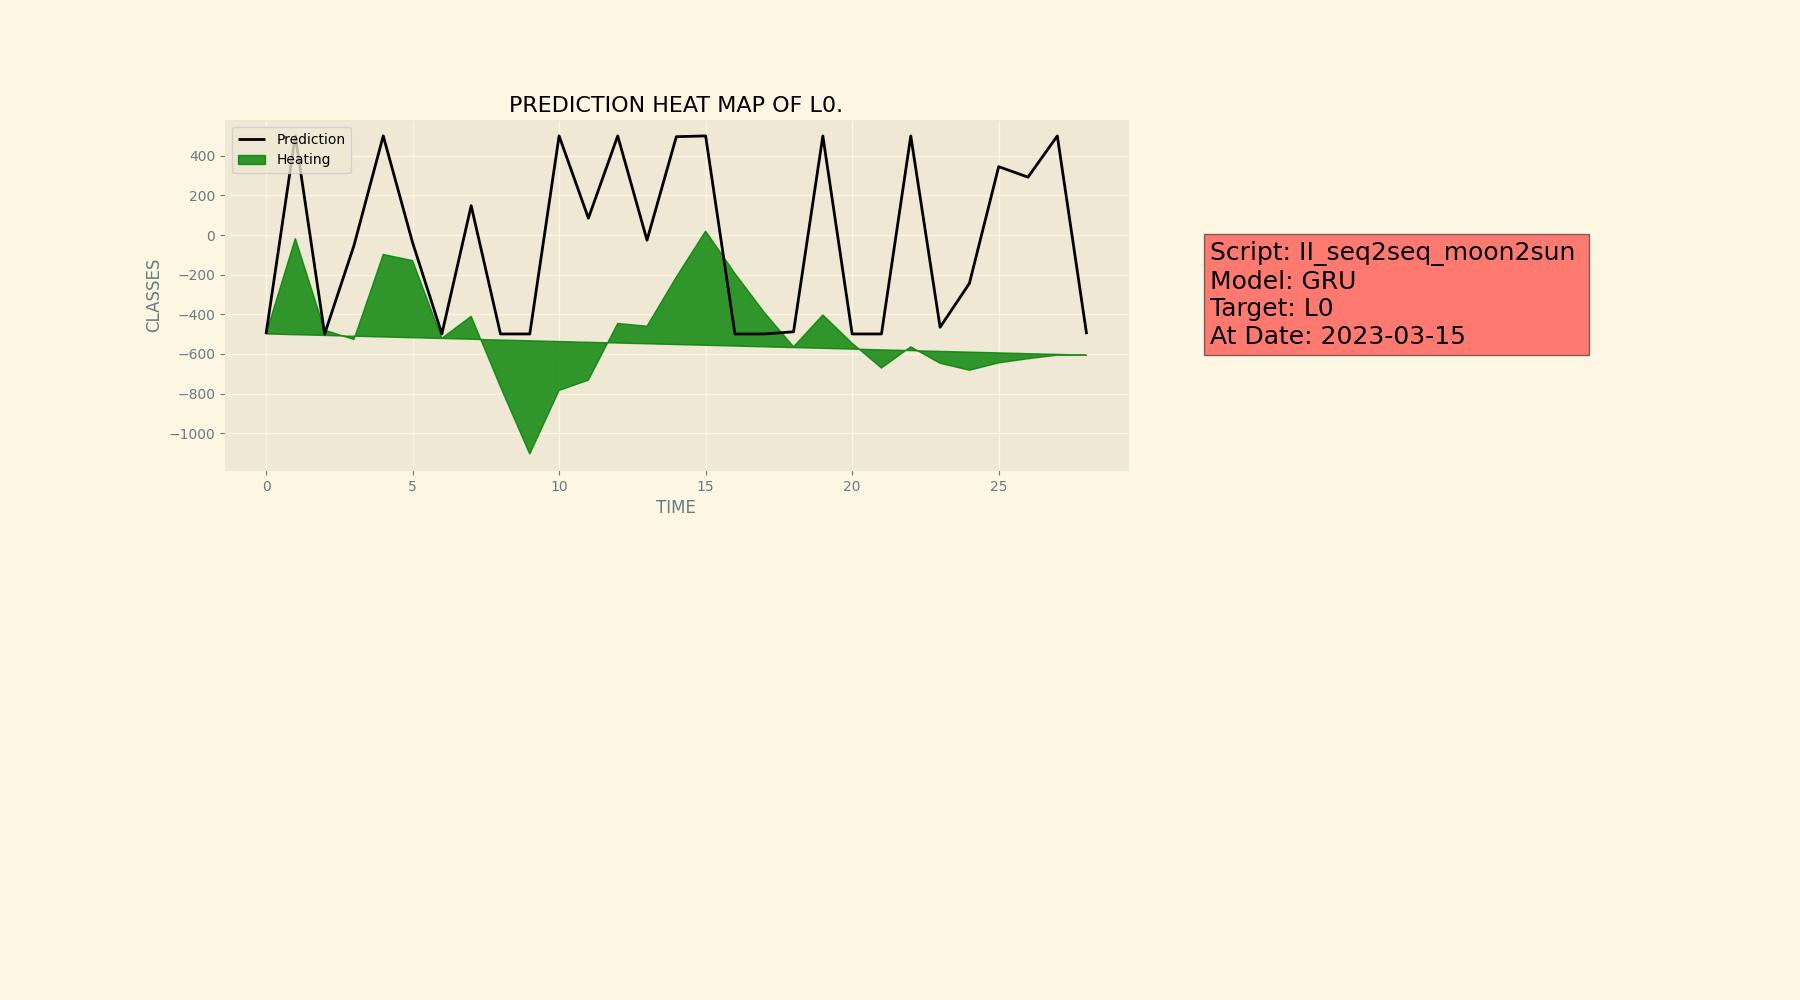 PREDICTION HEAT MAP OF L0.
Prediction
Heating
400
200
0
−200
−400
−600
−800
−1000
CLASSES
0 5 10 15 20 25
TIME
Script: II_seq2seq_moon2sun
Model: GRU
Target: L0
At Date: 2023-03-15